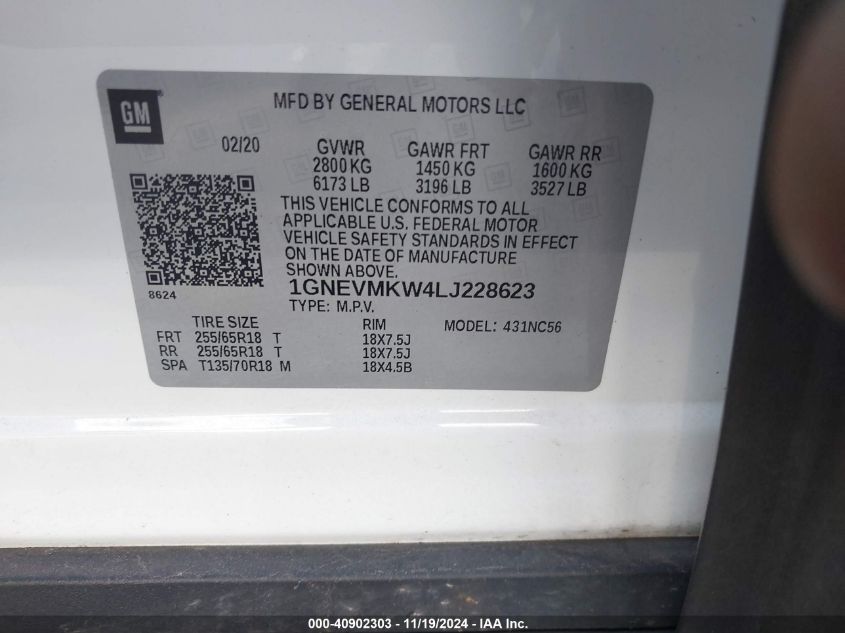 GM
MFD BY GENERAL MOTORS LLC
02/20 GVWR GAWR FRT GAWR RR
2800 KG 1450 KG 1600 KG
6173 LB 3196 LB 3527 LB
THIS VEHICLE CONFORMS TO ALL
APPLICABLE U.S. FEDERAL MOTOR
VEHICLE SAFETY STANDARDS IN EFFECT
ON THE DATE OF MANUFACTURE
SHOWN ABOVE.
8624
1GNEVMKW4LJ228623
TYPE: M.P.V.
TIRE SIZE RIM MODEL: 431NC56
FRT 255/65R18 T 18X7.5J
RR 255/65R18 T 18X7.5J
SPA T135/70R18 M 18X4.5B
000-40902303 - 11/19/2024 - IAA Inc.